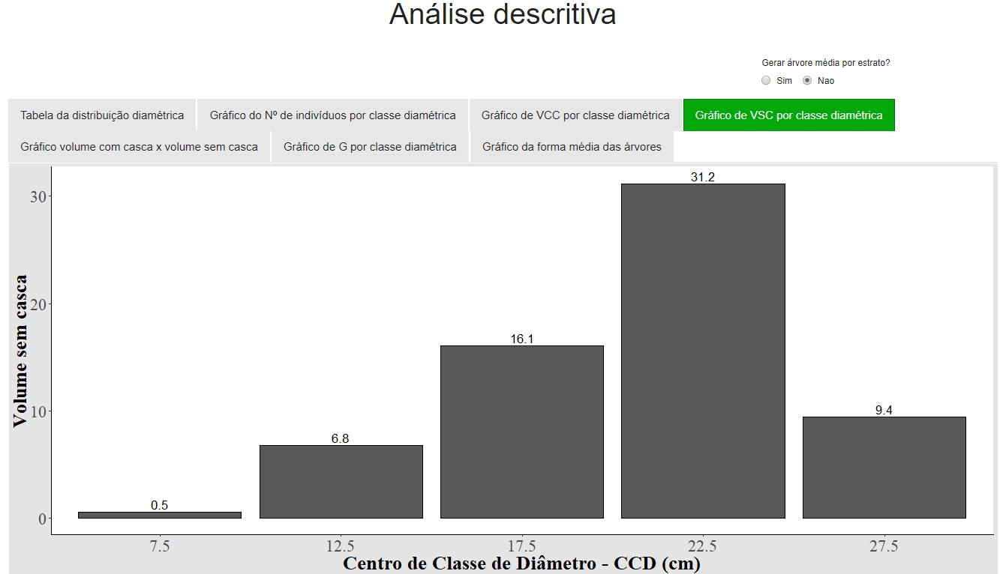 Análise descritiva
Gerar árvore média por estrato?
Sim Nao
Tabela da distribuição diamétrica Gráfico do Nº de indivíduos por classe diamétrica Gráfico de VCC por classe diamétrica Gráfico de VSC por classe diamétrica
Gráfico volume com casca x volume sem casca Gráfico de G por classe diamétrica Gráfico da forma média das árvores
Volume sem casca
30
20
10
0
0.5
6.8
16.1
31.2
9.4
7.5 12.5 17.5 22.5 27.5
Centro de Classe de Diâmetro - CCD (cm)